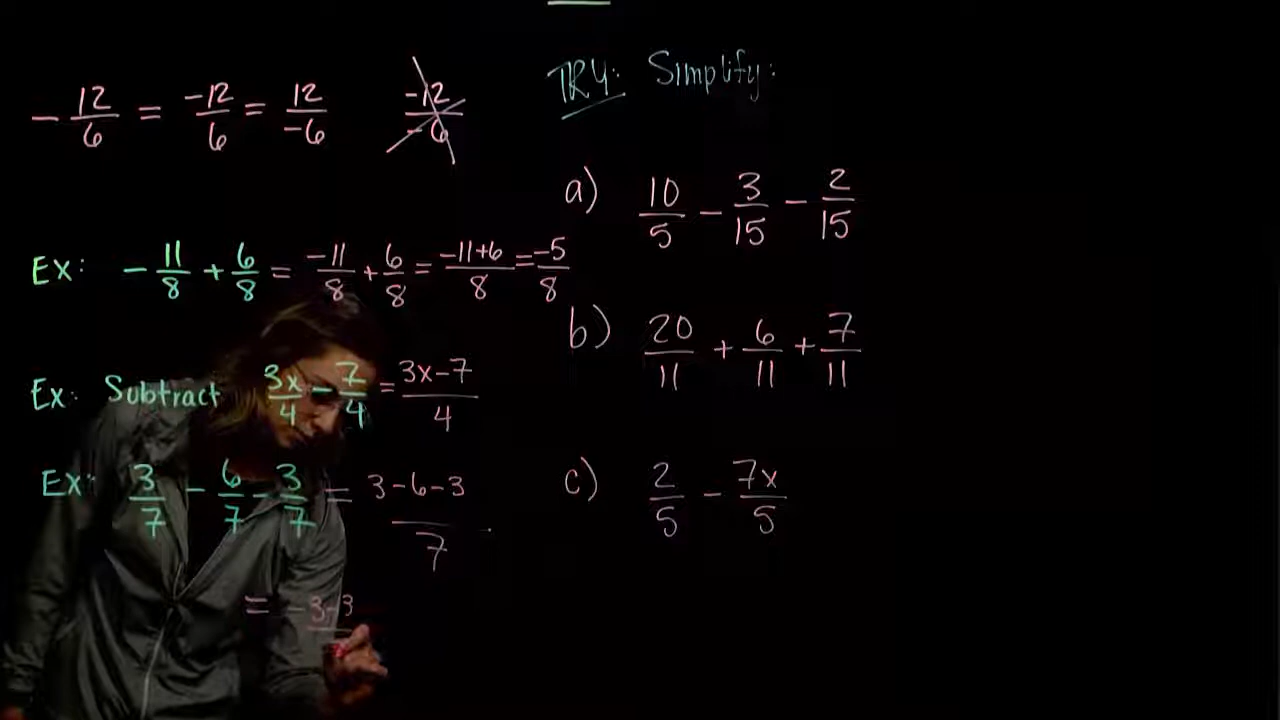 - 12/6 = -12/6 = 12/-6 -12/-6
Ex: - 11/8 + 6/8 = -11/8 + 6/8 = -11+6/8 = -5/8
Ex: Subtract 3x/4 - 7/4 = 3x-7/4
Ex: 3/7 - 6/7 - 3/7 = 3-6-3/7
= -3-3
TRY: Simplify:
a) 10/5 - 3/15 - 2/15
b) 20/11 + 6/11 + 7/11
c) 2/5 - 7x/5